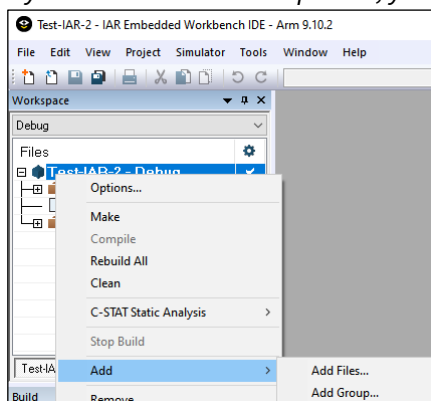 Test-IAR-2 - IAR Embedded Workbench IDE - Arm 9.10.2
File Edit View Project Simulator Tools Window Help
Workspace
Debug
Files
Test-IAR-2 - Debug
Options...
Make
Compile
Rebuild All
Clean
C-STAT Static Analysis
Stop Build
Test-IA
Add
Add Files...
Add Group...
Build
Remove